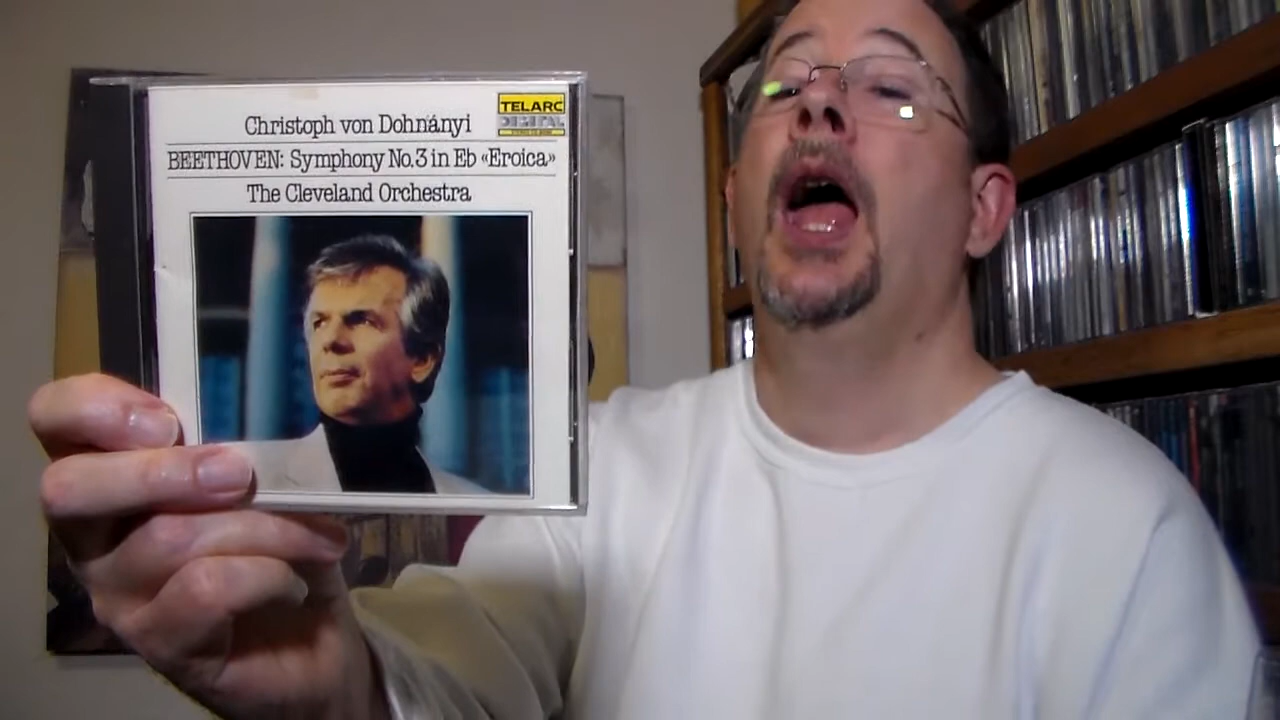 TELARC
DIGITAL
Christoph von Dohnányi
BEETHOVEN: Symphony No.3 in Eb «Eroica»
The Cleveland Orchestra